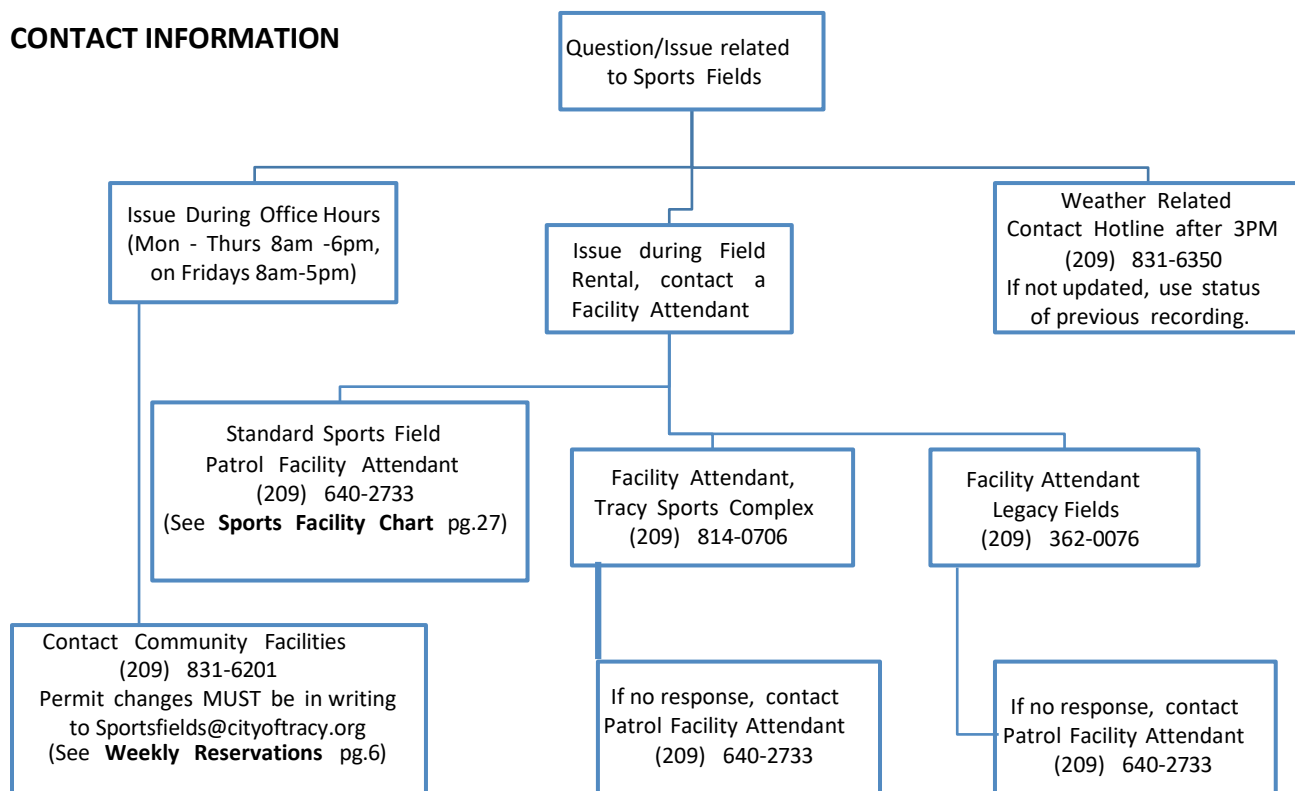 CONTACT INFORMATION
Question/Issue related
to Sports Fields
Issue During Office Hours
(Mon - Thurs 8am -6pm,
on Fridays 8am-5pm)
Issue during Field
Rental, contact a
Facility Attendant
Weather Related
Contact Hotline after 3PM
(209) 831-6350
If not updated, use status
of previous recording.
Standard Sports Field
Patrol Facility Attendant
(209) 640-2733
(See Sports Facility Chart pg.27)
Facility Attendant,
Tracy Sports Complex
(209) 814-0706
Facility Attendant
Legacy Fields
(209) 362-0076
Contact Community Facilities
(209) 831-6201
Permit changes MUST be in writing
to Sportsfields@cityoftracy.org
(See Weekly Reservations pg.6)
If no response, contact
Patrol Facility Attendant
(209) 640-2733
If no response, contact
Patrol Facility Attendant
(209) 640-2733